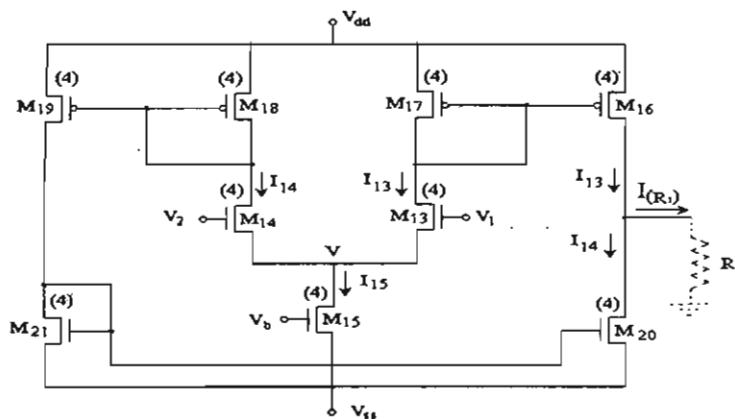 Vdd
(4) (4) (4) (4)
M19 M18 M17 M16
I14 I13 I13 I(R1)
(4) (4)
V2 M14 M13 V1 I14
V I15 R
(4) (4) (4)
M21 Vb M15 M20
Vss